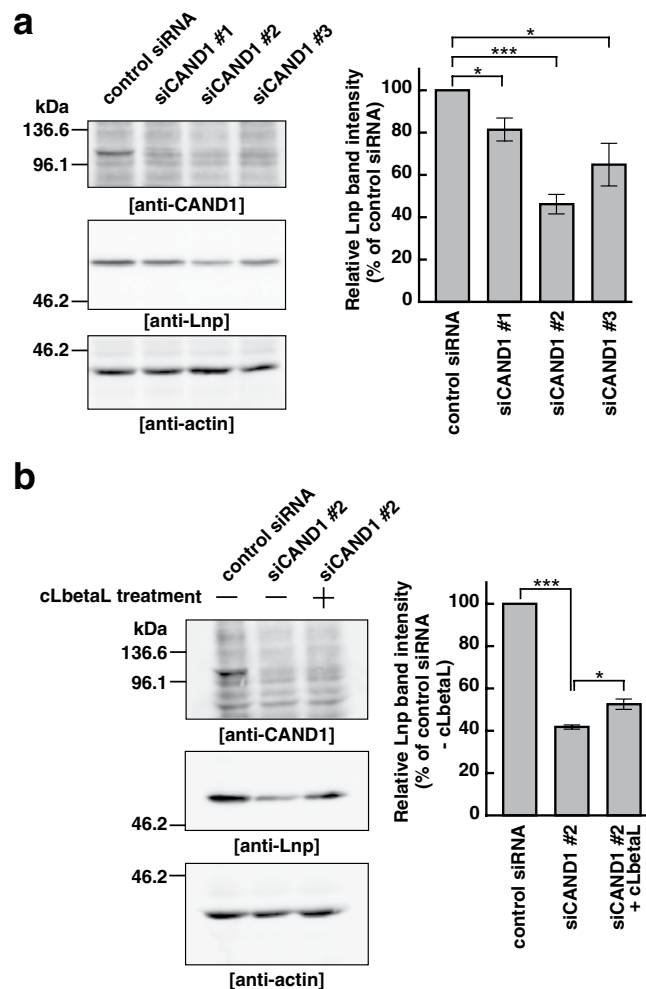 a
control siRNA
siCAND1 #1
siCAND1 #2
siCAND1 #3
kDa
136.6
96.1
[anti-CAND1]
46.2
[anti-Lnp]
46.2
[anti-actin]
Relative Lnp band intensity
(% of control siRNA)
100
80
60
40
20
0
*
***
*
control siRNA
siCAND1 #1
siCAND1 #2
siCAND1 #3
b
control siRNA
siCAND1 #2
siCAND1 #2
cLbetaL treatment — — +
kDa
136.6
96.1
[anti-CAND1]
46.2
[anti-Lnp]
46.2
[anti-actin]
Relative Lnp band intensity
(% of control siRNA
- cLbetaL)
100
80
60
40
20
0
***
*
control siRNA
siCAND1 #2
siCAND1 #2
+ cLbetaL